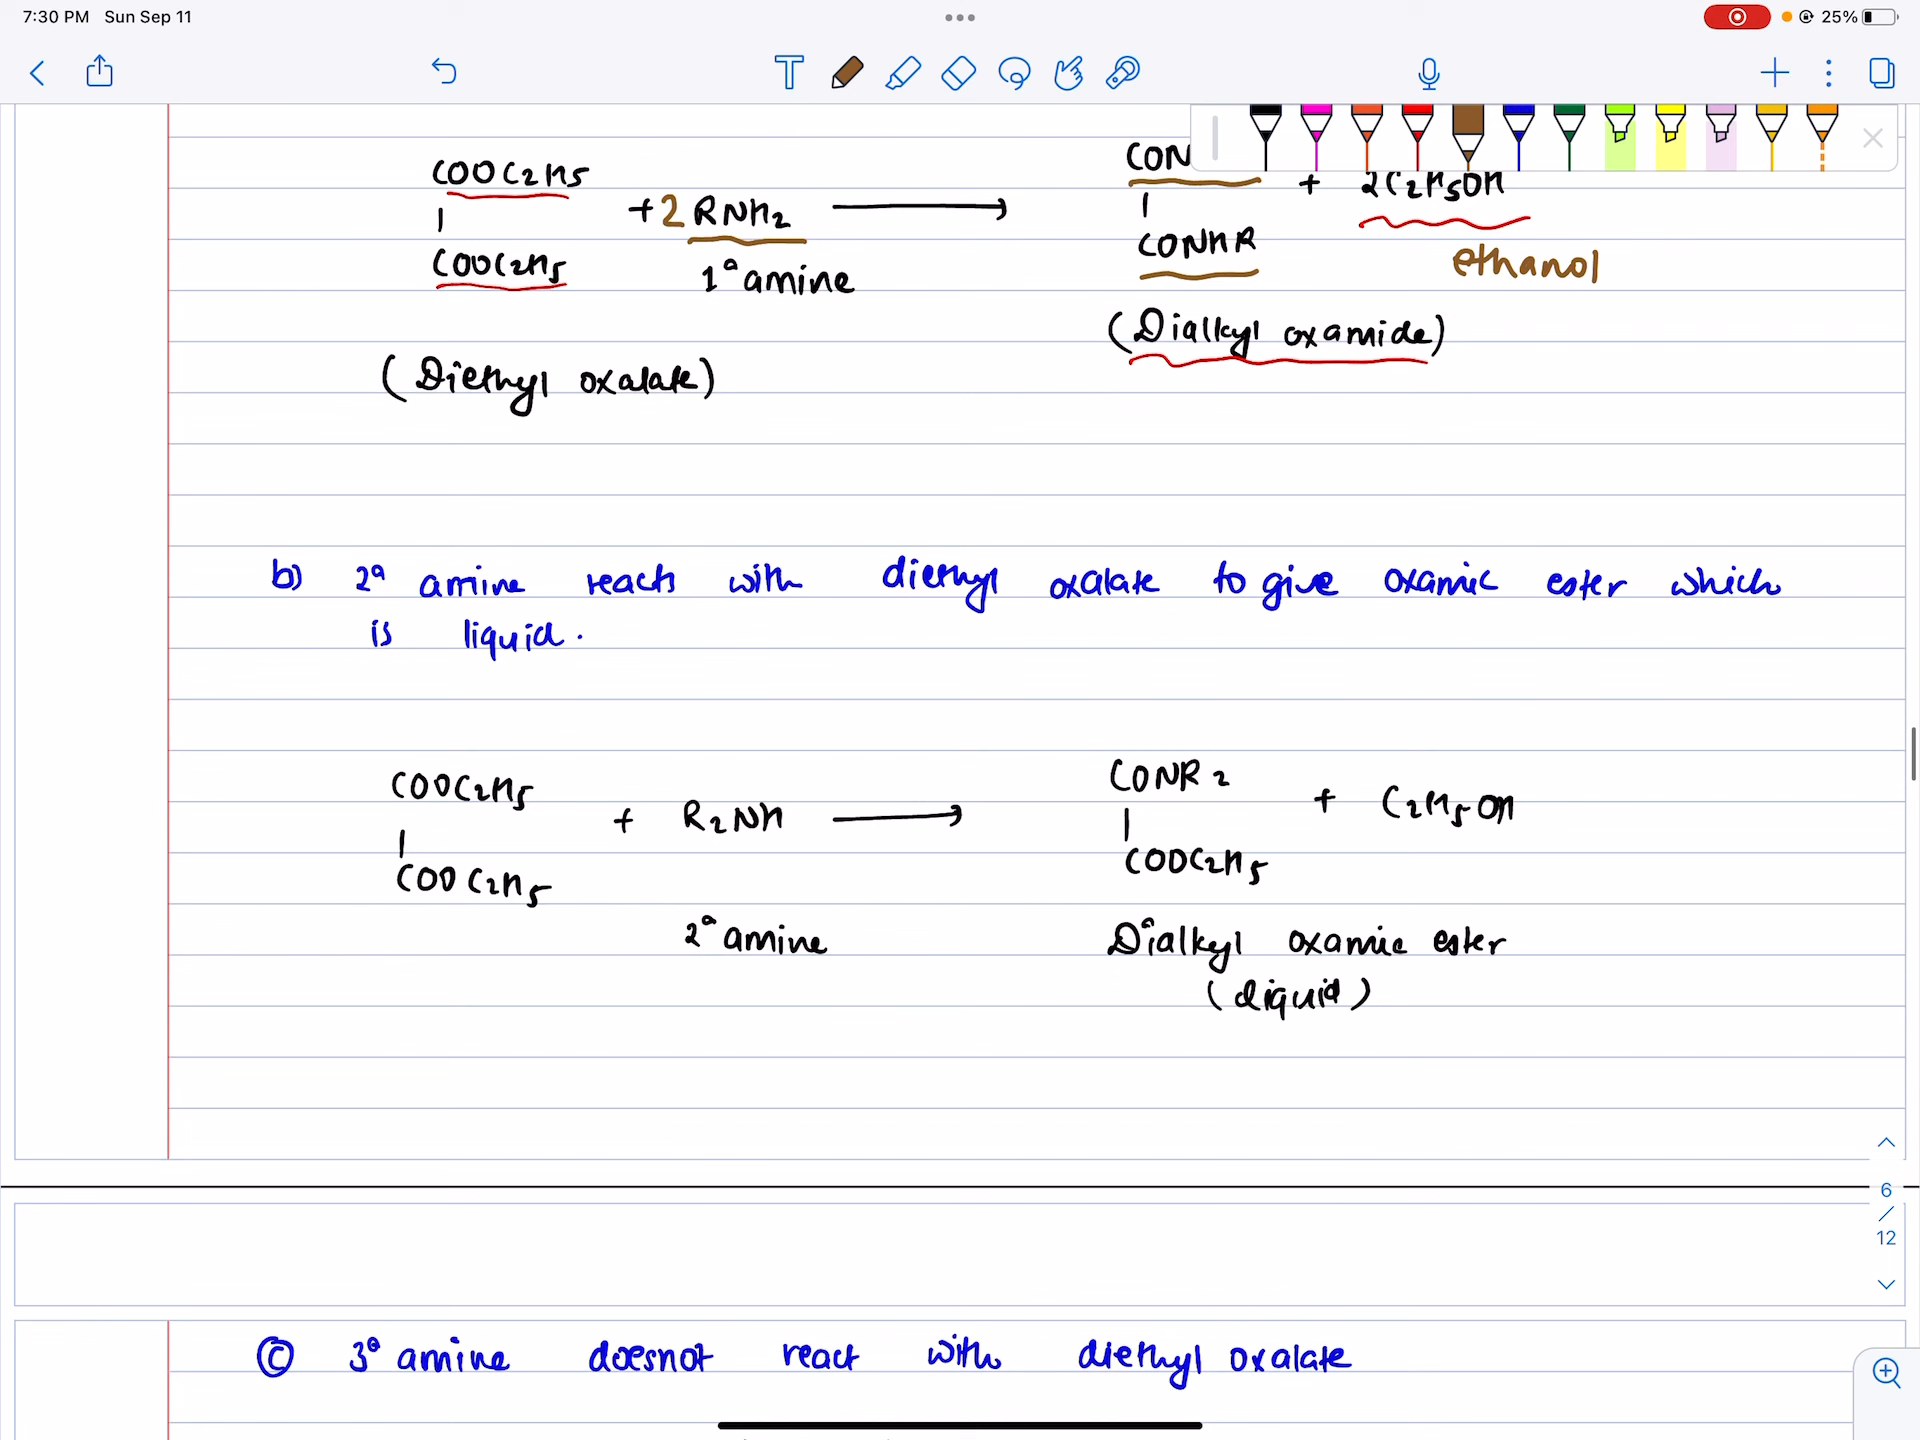 7:30 PM Sun Sep 11
25%
COOC2H5
CON
+ 2 RNH2 ⟶
+ 2C2H5OH
|
|
COOC2H5
1° amine
CONHR
ethanol
(Dialkyl oxamide)
(Diethyl oxalate)
b) 2° amine reacts with diethyl oxalate to give oxamic ester which
is liquid.
COOC2H5
CONR2
+ R2NH ⟶
+ C2H5OH
|
|
COOC2H5
COOC2H5
2° amine
Dialkyl oxamic ester
(liquid)
6
/
12
© 3° amine doesnot react with diethyl oxalate